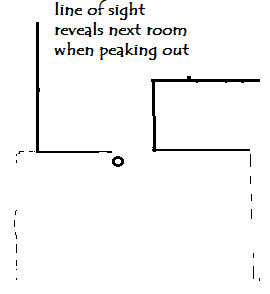 line of sight
reveals next room
when peaking out